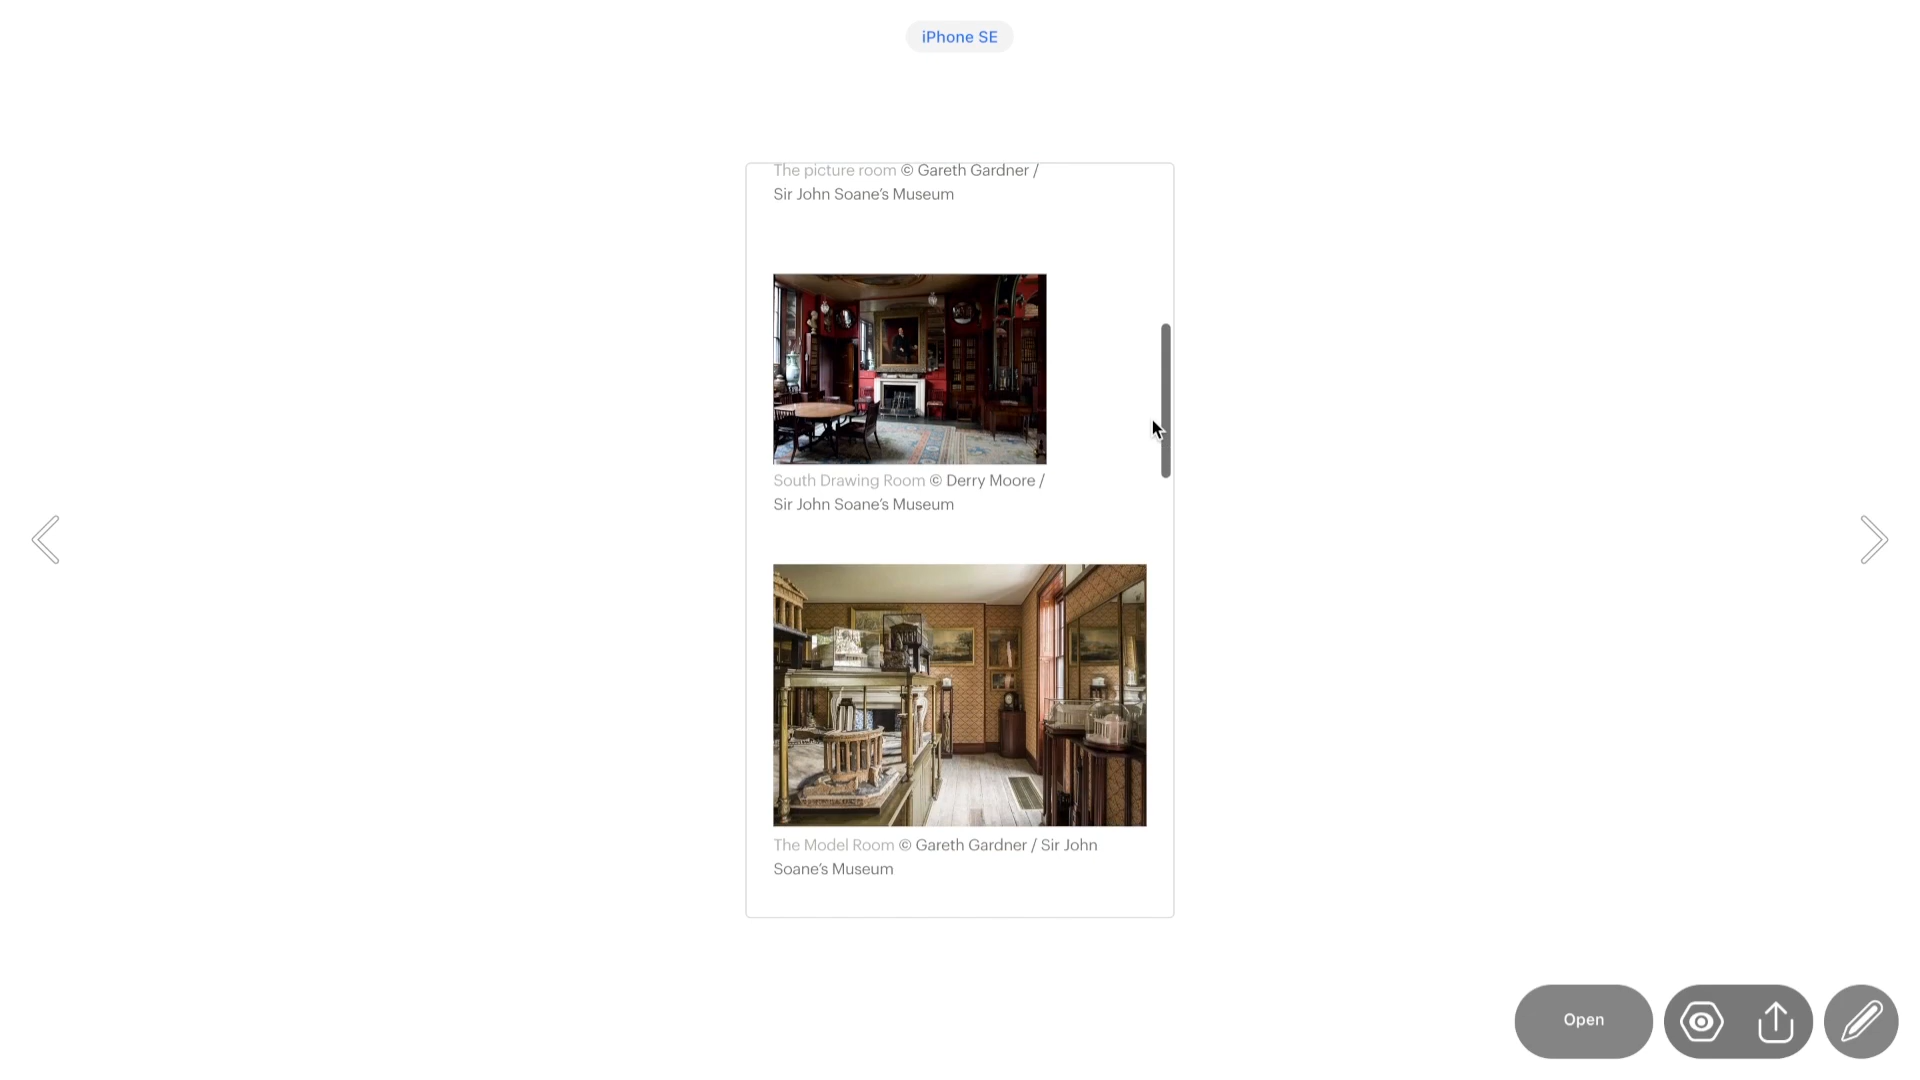 iPhone SE
The picture room © Gareth Gardner /
Sir John Soane’s Museum
South Drawing Room © Derry Moore /
Sir John Soane’s Museum
The Model Room © Gareth Gardner / Sir John
Soane’s Museum
Open